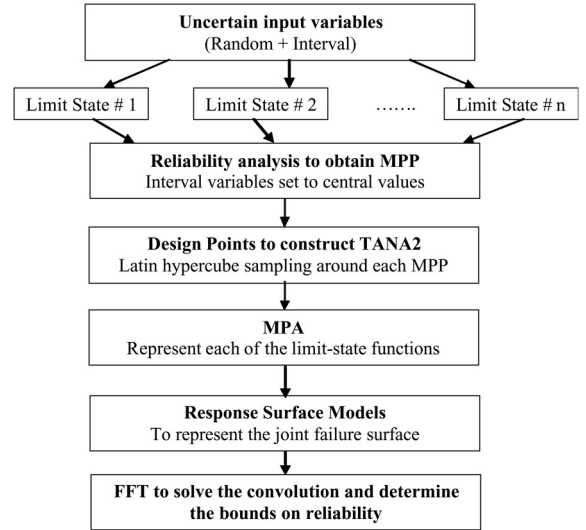 Uncertain input variables
(Random + Interval)
Limit State # 1
Limit State # 2
.......
Limit State # n
Reliability analysis to obtain MPP
Interval variables set to central values
Design Points to construct TANA2
Latin hypercube sampling around each MPP
MPA
Represent each of the limit-state functions
Response Surface Models
To represent the joint failure surface
FFT to solve the convolution and determine
the bounds on reliability